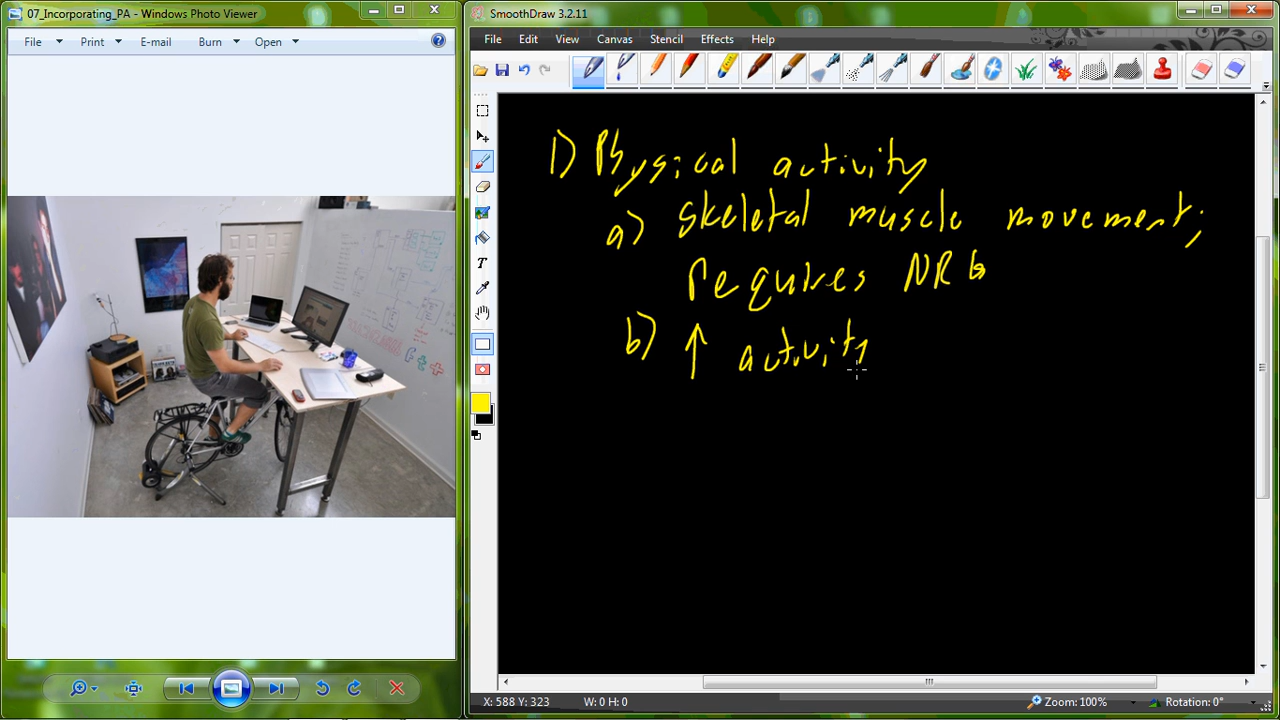 07_Incorporating_PA - Windows Photo Viewer
File Print E-mail Burn Open
SmoothDraw 3.2.11
File Edit View Canvas Stencil Effects Help
1) Physical activity
a) skeletal muscle movement;
requires NRG
b) ↑ activity
X: 588 Y: 323 W: 0 H: 0 Zoom: 100% Rotation: 0°